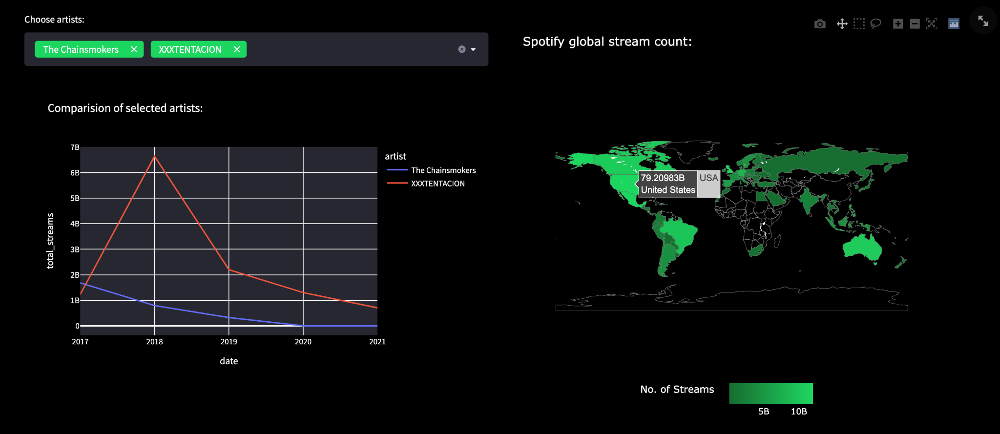 Choose artists:
The Chainsmokers
XXXTENTACION
Spotify global stream count:
Comparision of selected artists:
7B
6B
5B
4B
3B
2B
1B
0
total_streams
2017 2018 2019 2020 2021
date
artist
The Chainsmokers
XXXTENTACION
79.20983B USA
United States
No. of Streams
5B 10B